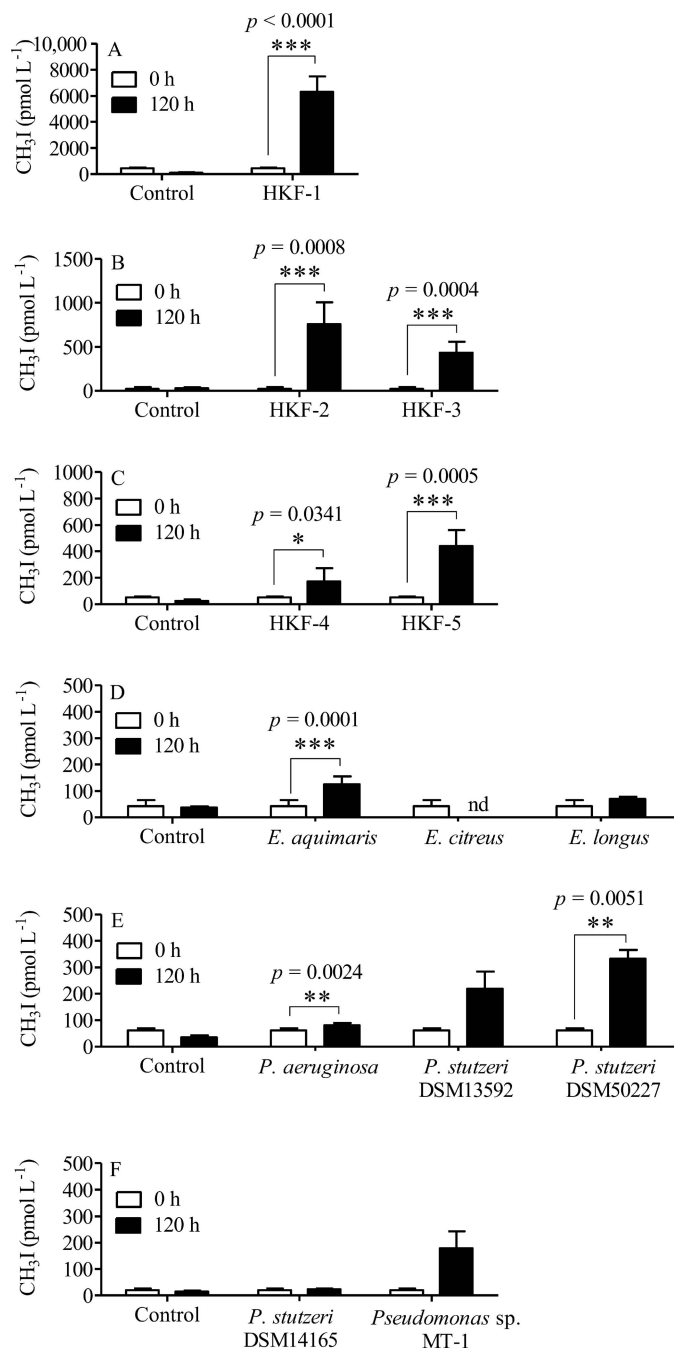 p < 0.0001
***
A
0 h
120 h
CH₃I (pmol L⁻¹)
10,000
8000
6000
4000
2000
0
Control
HKF-1
p = 0.0008
***
p = 0.0004
***
B
0 h
120 h
CH₃I (pmol L⁻¹)
1500
1000
500
0
Control
HKF-2
HKF-3
p = 0.0005
***
p = 0.0341
*
C
0 h
120 h
CH₃I (pmol L⁻¹)
1000
800
600
400
200
0
Control
HKF-4
HKF-5
D
0 h
120 h
p = 0.0001
***
nd
CH₃I (pmol L⁻¹)
500
400
300
200
100
0
Control
E. aquimaris
E. citreus
E. longus
p = 0.0051
**
E
0 h
120 h
p = 0.0024
**
CH₃I (pmol L⁻¹)
500
400
300
200
100
0
Control
P. aeruginosa
P. stutzeri
DSM13592
P. stutzeri
DSM50227
F
0 h
120 h
CH₃I (pmol L⁻¹)
500
400
300
200
100
0
Control
P. stutzeri
DSM14165
Pseudomonas sp.
MT-1